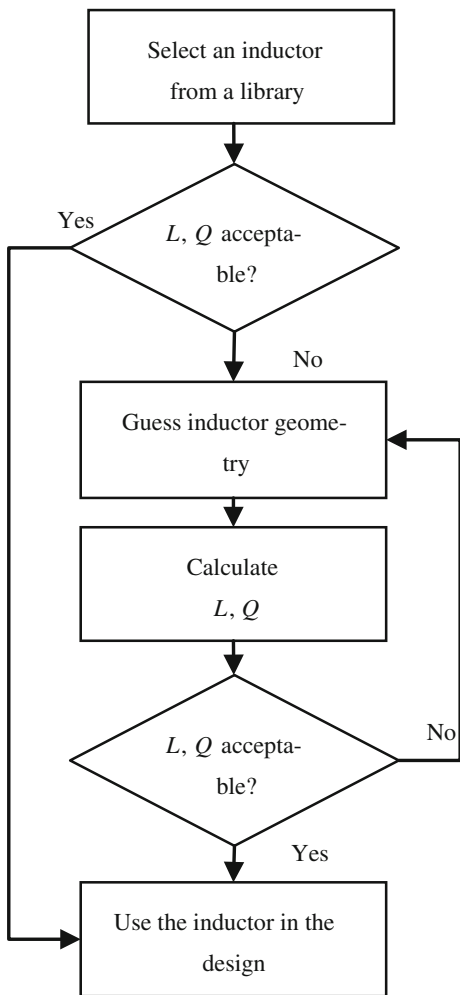 Select an inductor
from a library
Yes
L, Q accepta-
ble?
No
Guess inductor geome-
try
Calculate
L, Q
L, Q accepta-
ble?
No
Yes
Use the inductor in the
design